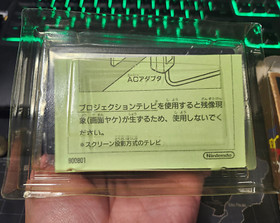 ACアダプタ
プロジェクションテレビを使用すると残像現
象(画面ヤケ)が生ずるため、使用しないでく
ださい。
＊スクリーン投影方式のテレビ
Nintendo